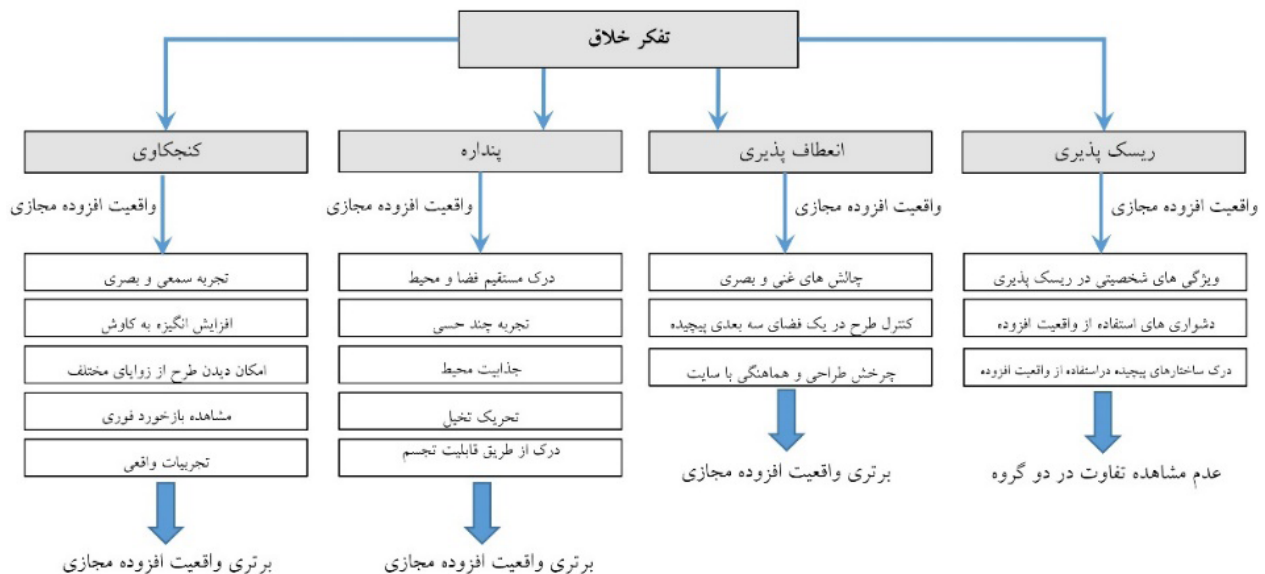 تفکر خلاق
ریسک پذیری
واقعیت افزوده مجازی
ویژگی های شخصیتی در ریسک پذیری
دشواری های استفاده از واقعیت افزوده
درک ساختارهای پیچیده دراستفاده از واقعیت افزوده
عدم مشاهده تفاوت در دو گروه
انعطاف پذیری
واقعیت افزوده مجازی
چالش های غنی و بصری
کنترل طرح در یک فضای سه بعدی پیچیده
چرخش طراحی و هماهنگی با سایت
برتری واقعیت افزوده مجازی
پنداره
واقعیت افزوده مجازی
درک مستقیم فضا و محیط
تجربه چند حسی
جذابیت محیط
تحریک تخیل
درک از طریق قابلیت تجسم
برتری واقعیت افزوده مجازی
کنجکاوی
واقعیت افزوده مجازی
تجربه سمعی و بصری
افزایش انگیزه به کاوش
امکان دیدن طرح از زوایای مختلف
مشاهده بازخورد فوری
تجربیات واقعی
برتری واقعیت افزوده مجازی